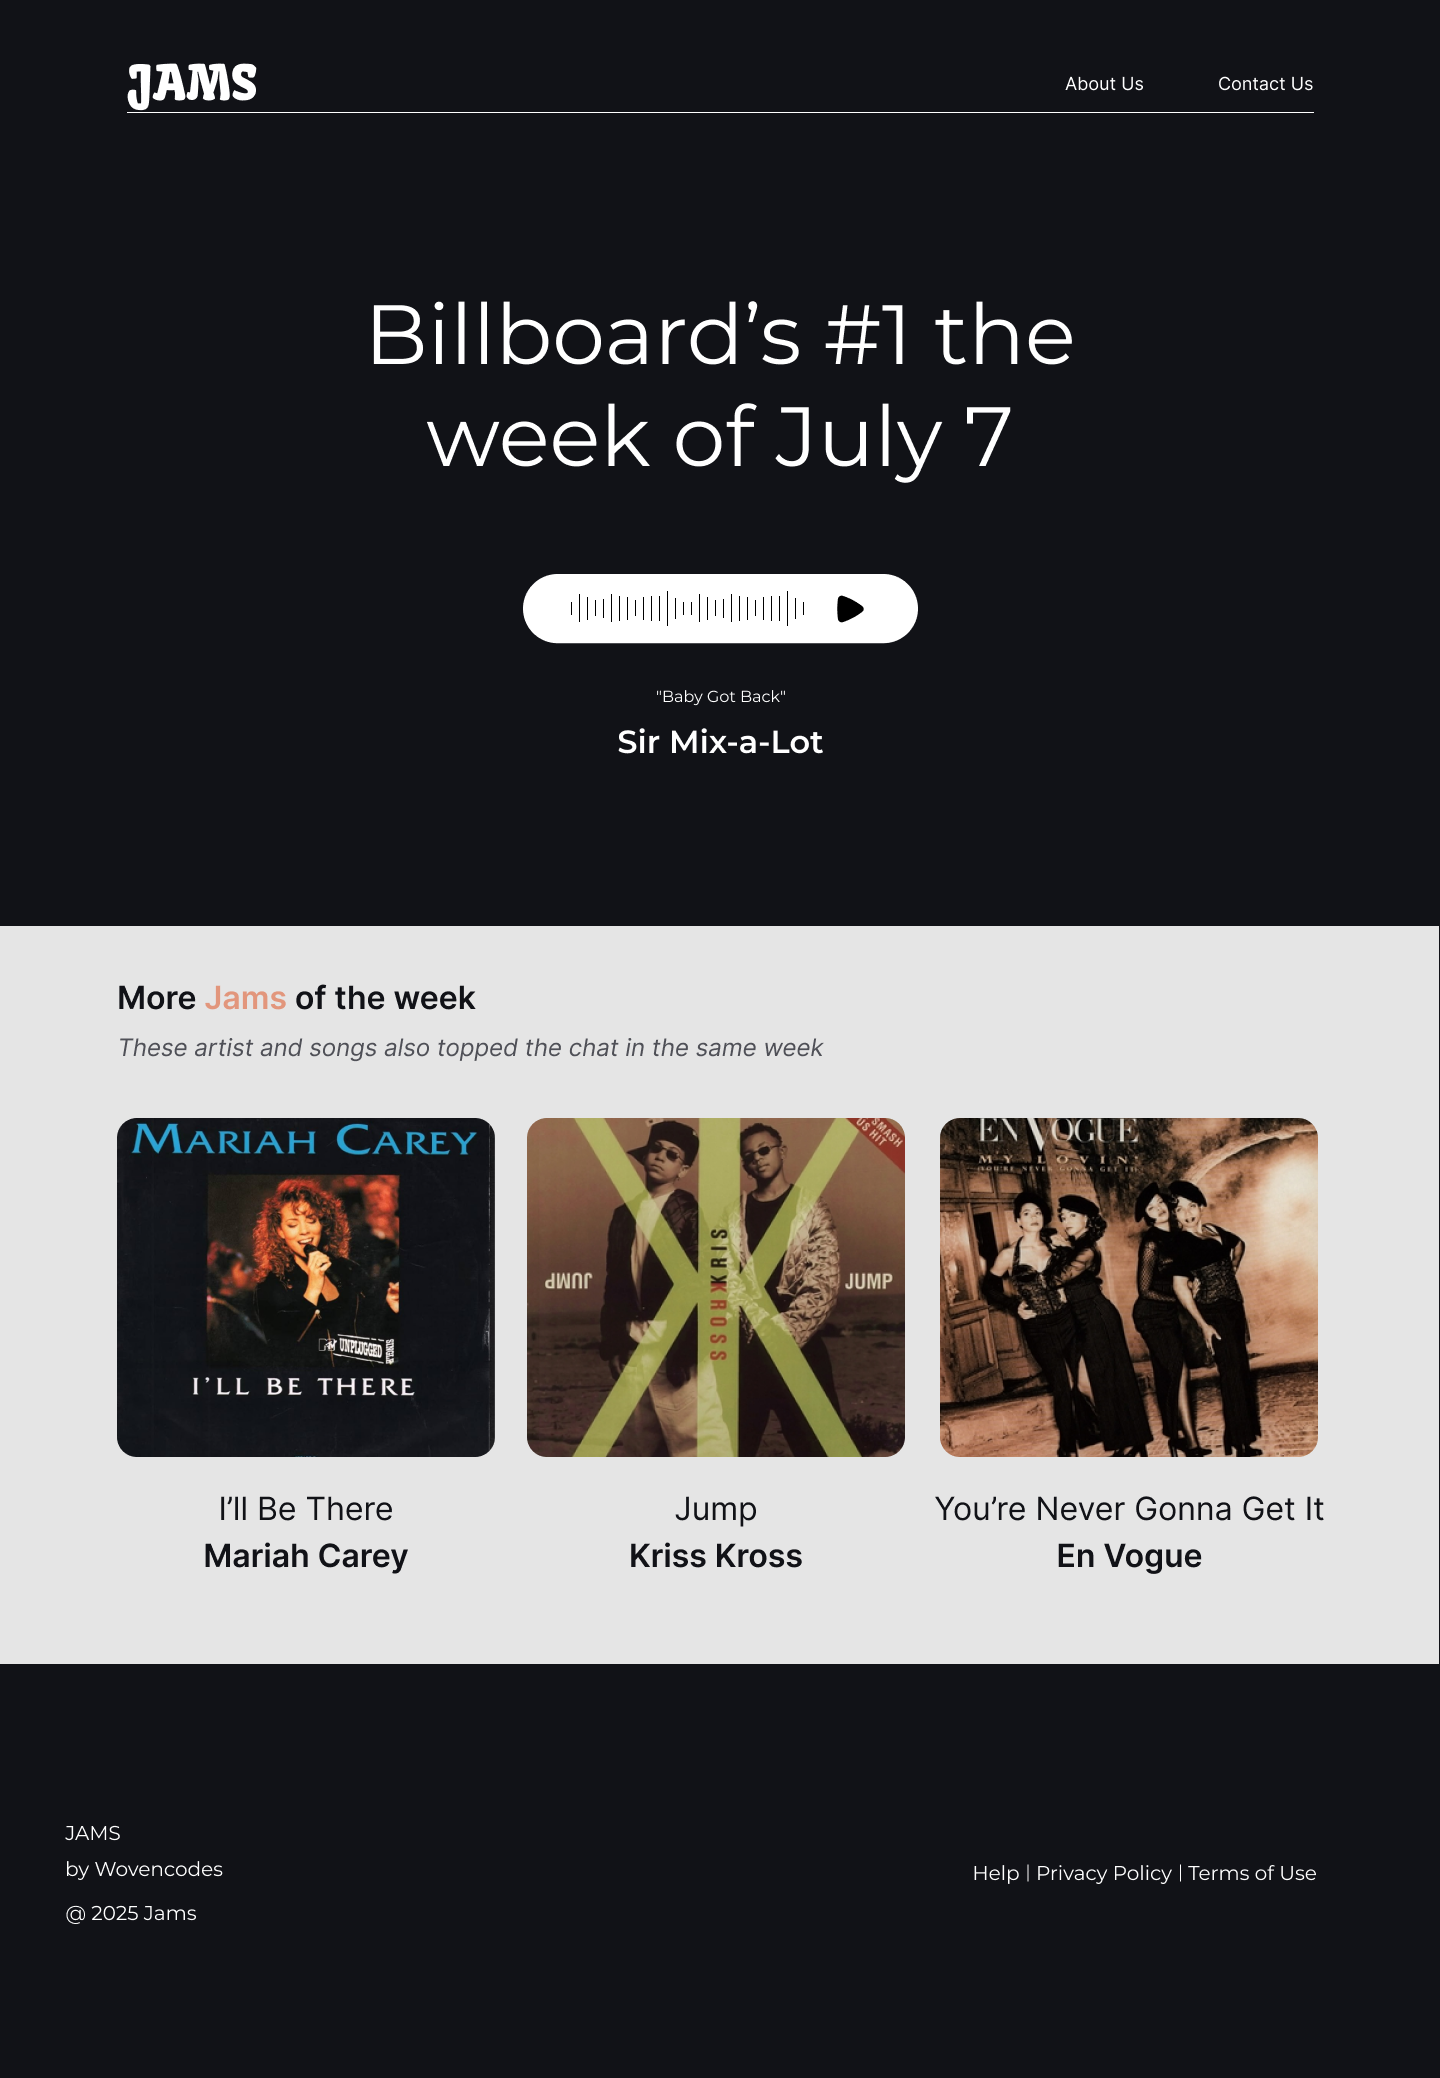 JAMS
About Us
Contact Us
Billboard’s #1 the
week of July 7
"Baby Got Back"
Sir Mix-a-Lot
More Jams of the week
These artist and songs also topped the chat in the same week
MARIAH CAREY
UNPLUGGED
SINGLE
I'LL BE THERE
SMASH
US HIT
KRIS
KROSS
JUMP
JUMP
EN VOGUE
MY LOVIN'
(YOU'RE NEVER GONNA GET IT)
I’ll Be There
Mariah Carey
Jump
Kriss Kross
You’re Never Gonna Get It
En Vogue
JAMS
by Wovencodes
@ 2025 Jams
Help | Privacy Policy | Terms of Use